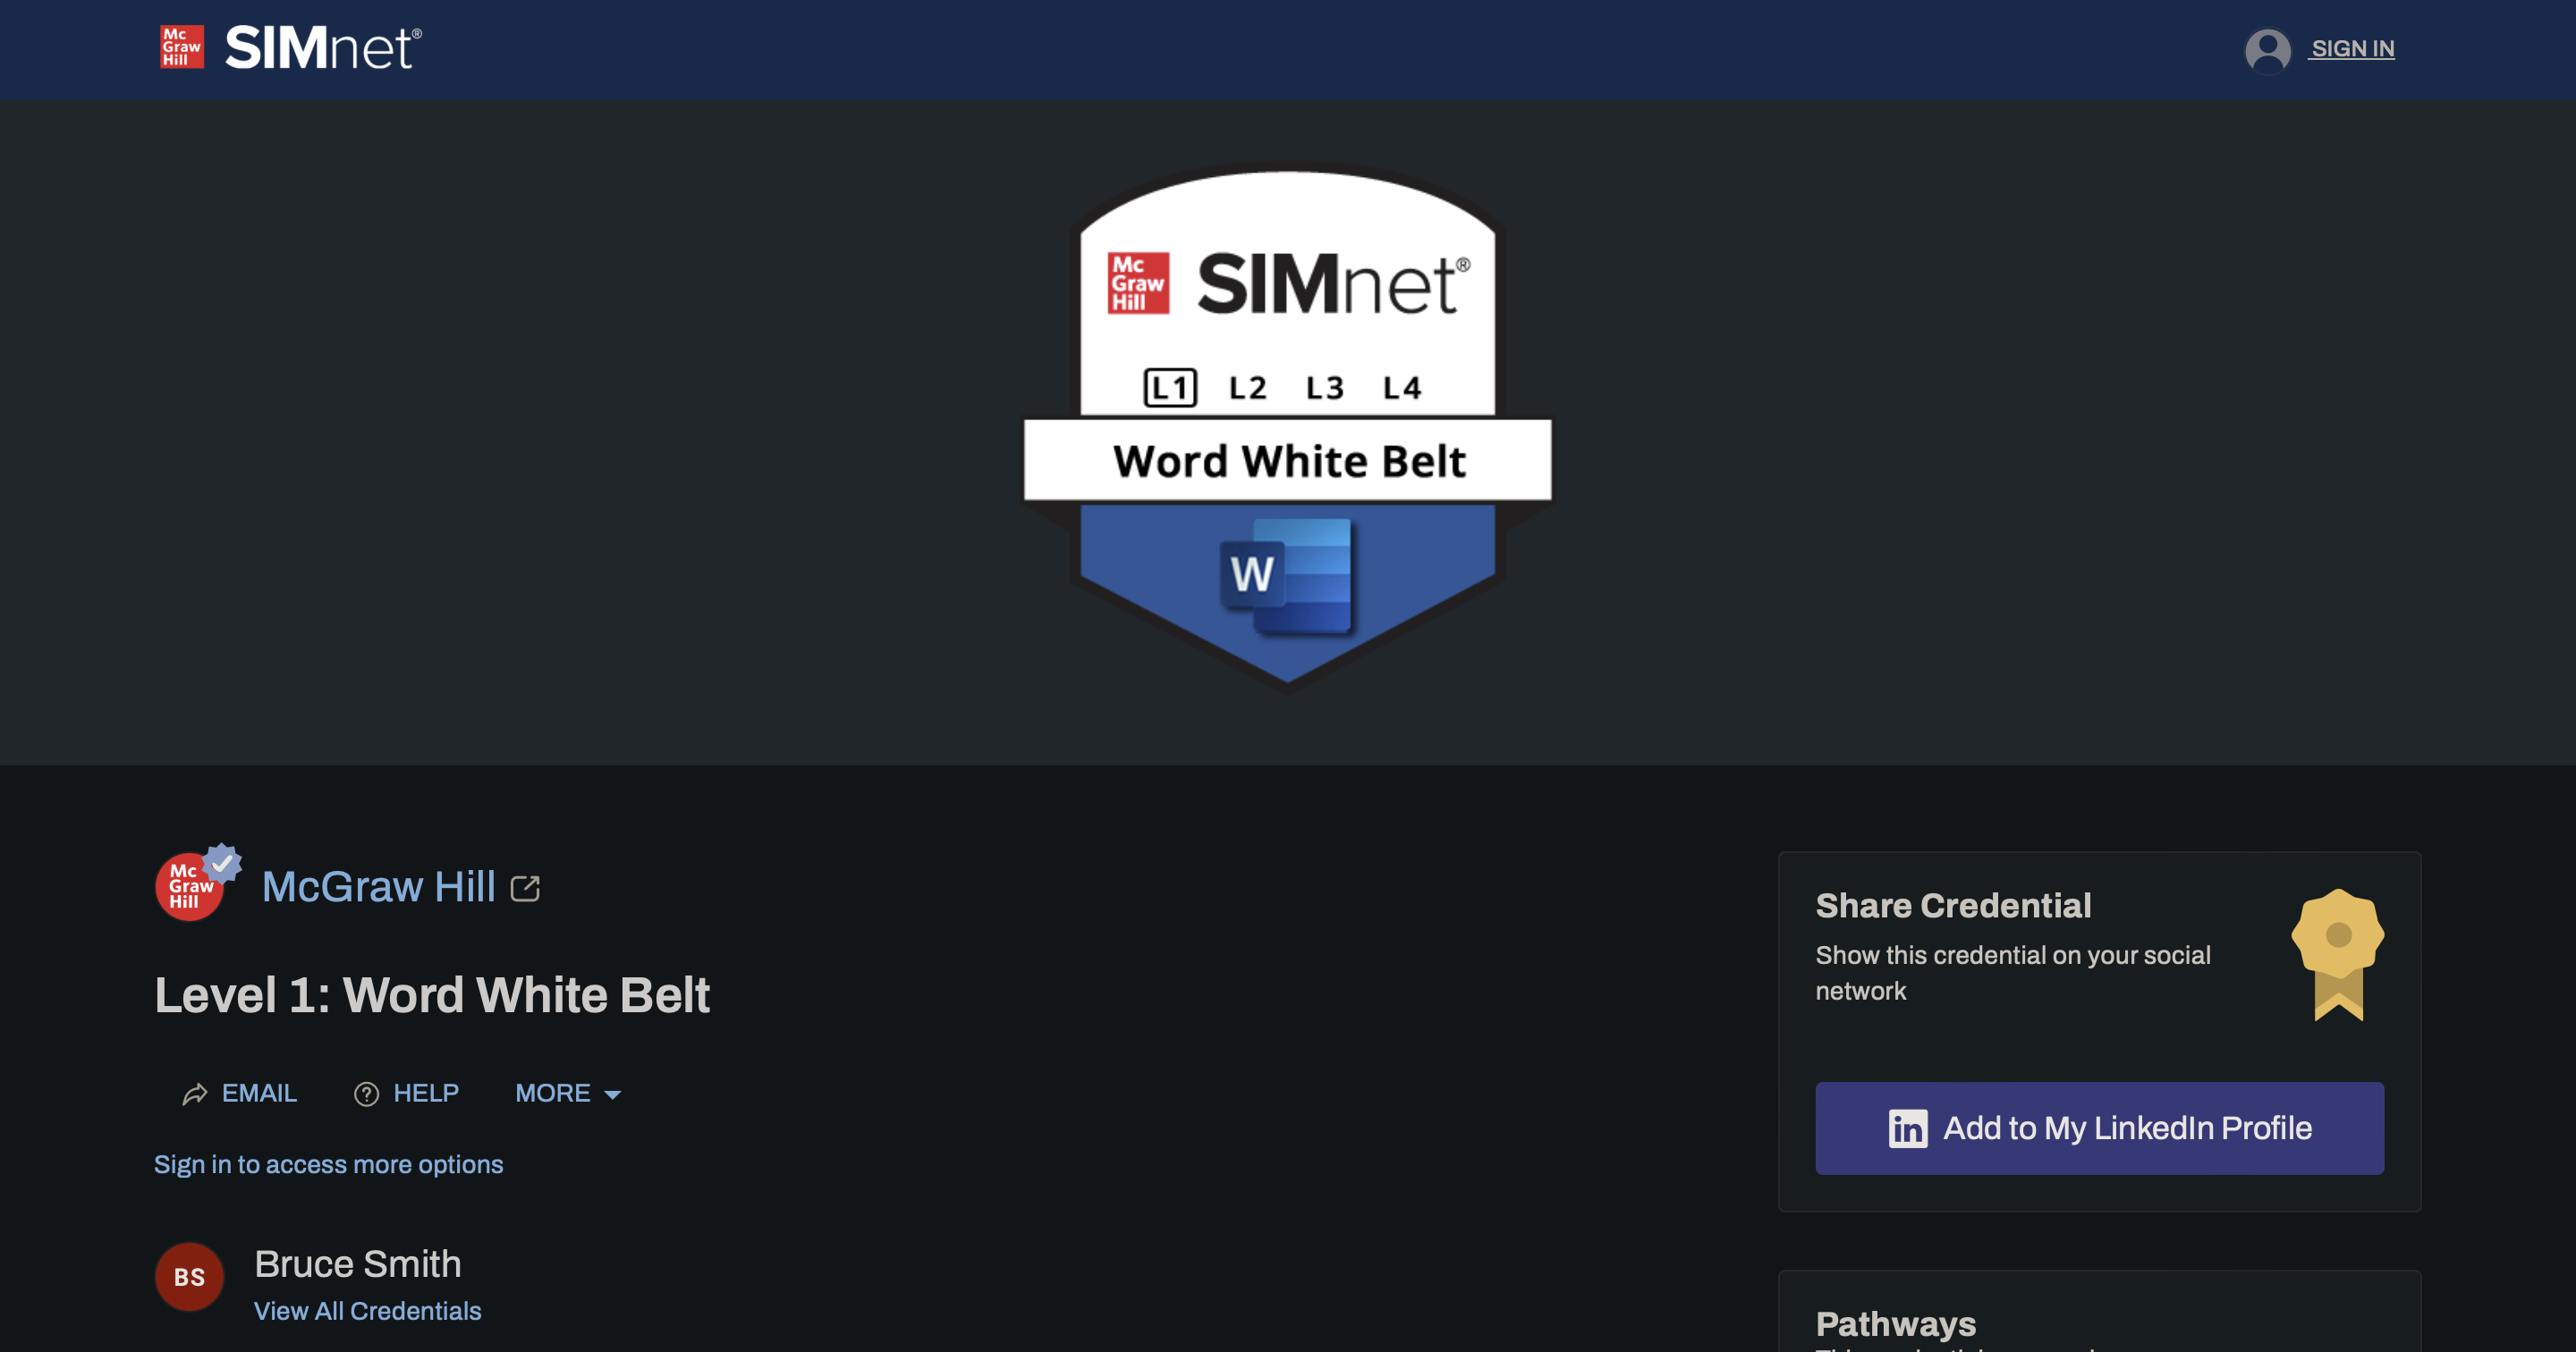 Mc
Graw
Hill
SIMnet®
SIGN IN
Mc
Graw
Hill
SIMnet®
L1 L2 L3 L4
Word White Belt
W
Mc
Graw
Hill
McGraw Hill
Level 1: Word White Belt
EMAIL
? HELP
MORE
Sign in to access more options
BS
Bruce Smith
View All Credentials
Share Credential
Show this credential on your social
network
in Add to My LinkedIn Profile
Pathways